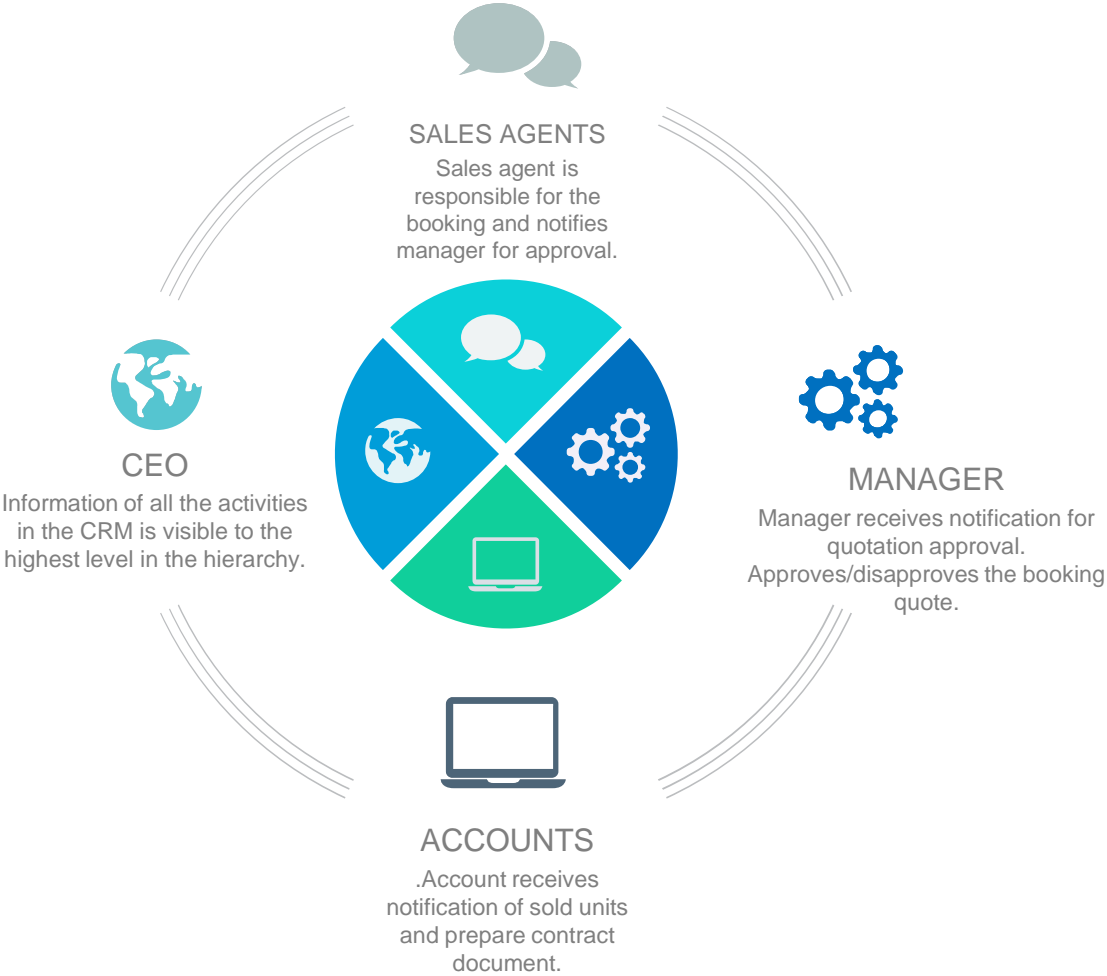 SALES AGENTS
Sales agent is
responsible for the
booking and notifies
manager for approval.
CEO
Information of all the activities
in the CRM is visible to the
highest level in the hierarchy.
MANAGER
Manager receives notification for
quotation approval.
Approves/disapproves the booking
quote.
ACCOUNTS
.Account receives
notification of sold units
and prepare contract
document.